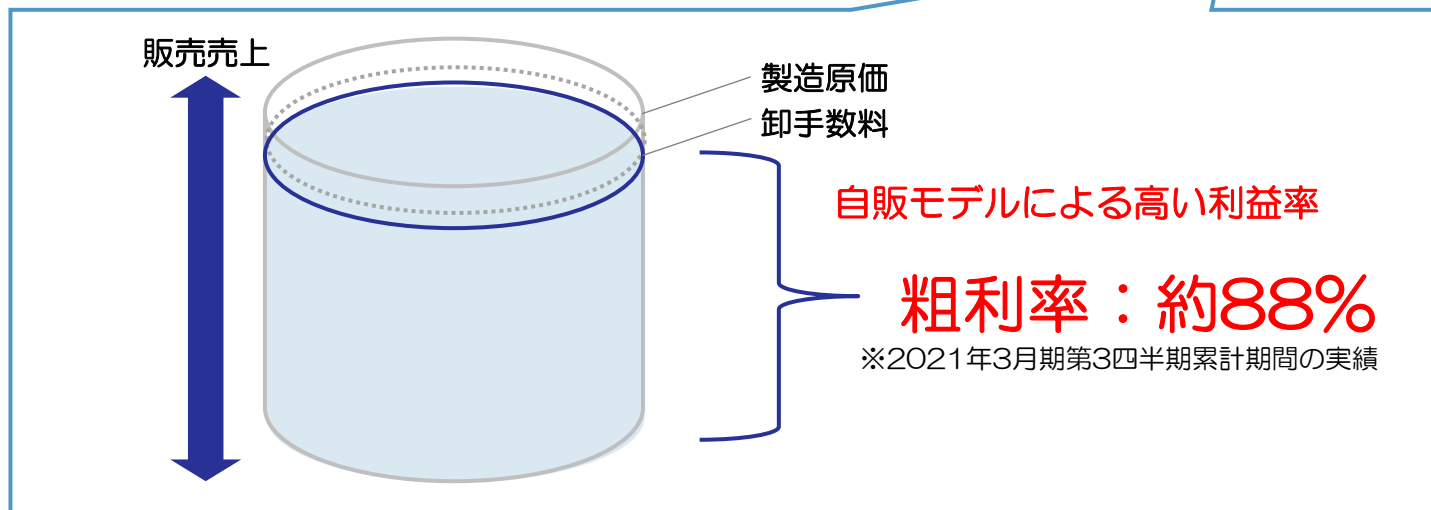 販売売上
製造原価
卸手数料
自販モデルによる高い利益率
粗利率：約88%
※2021年3月期第3四半期累計期間の実績